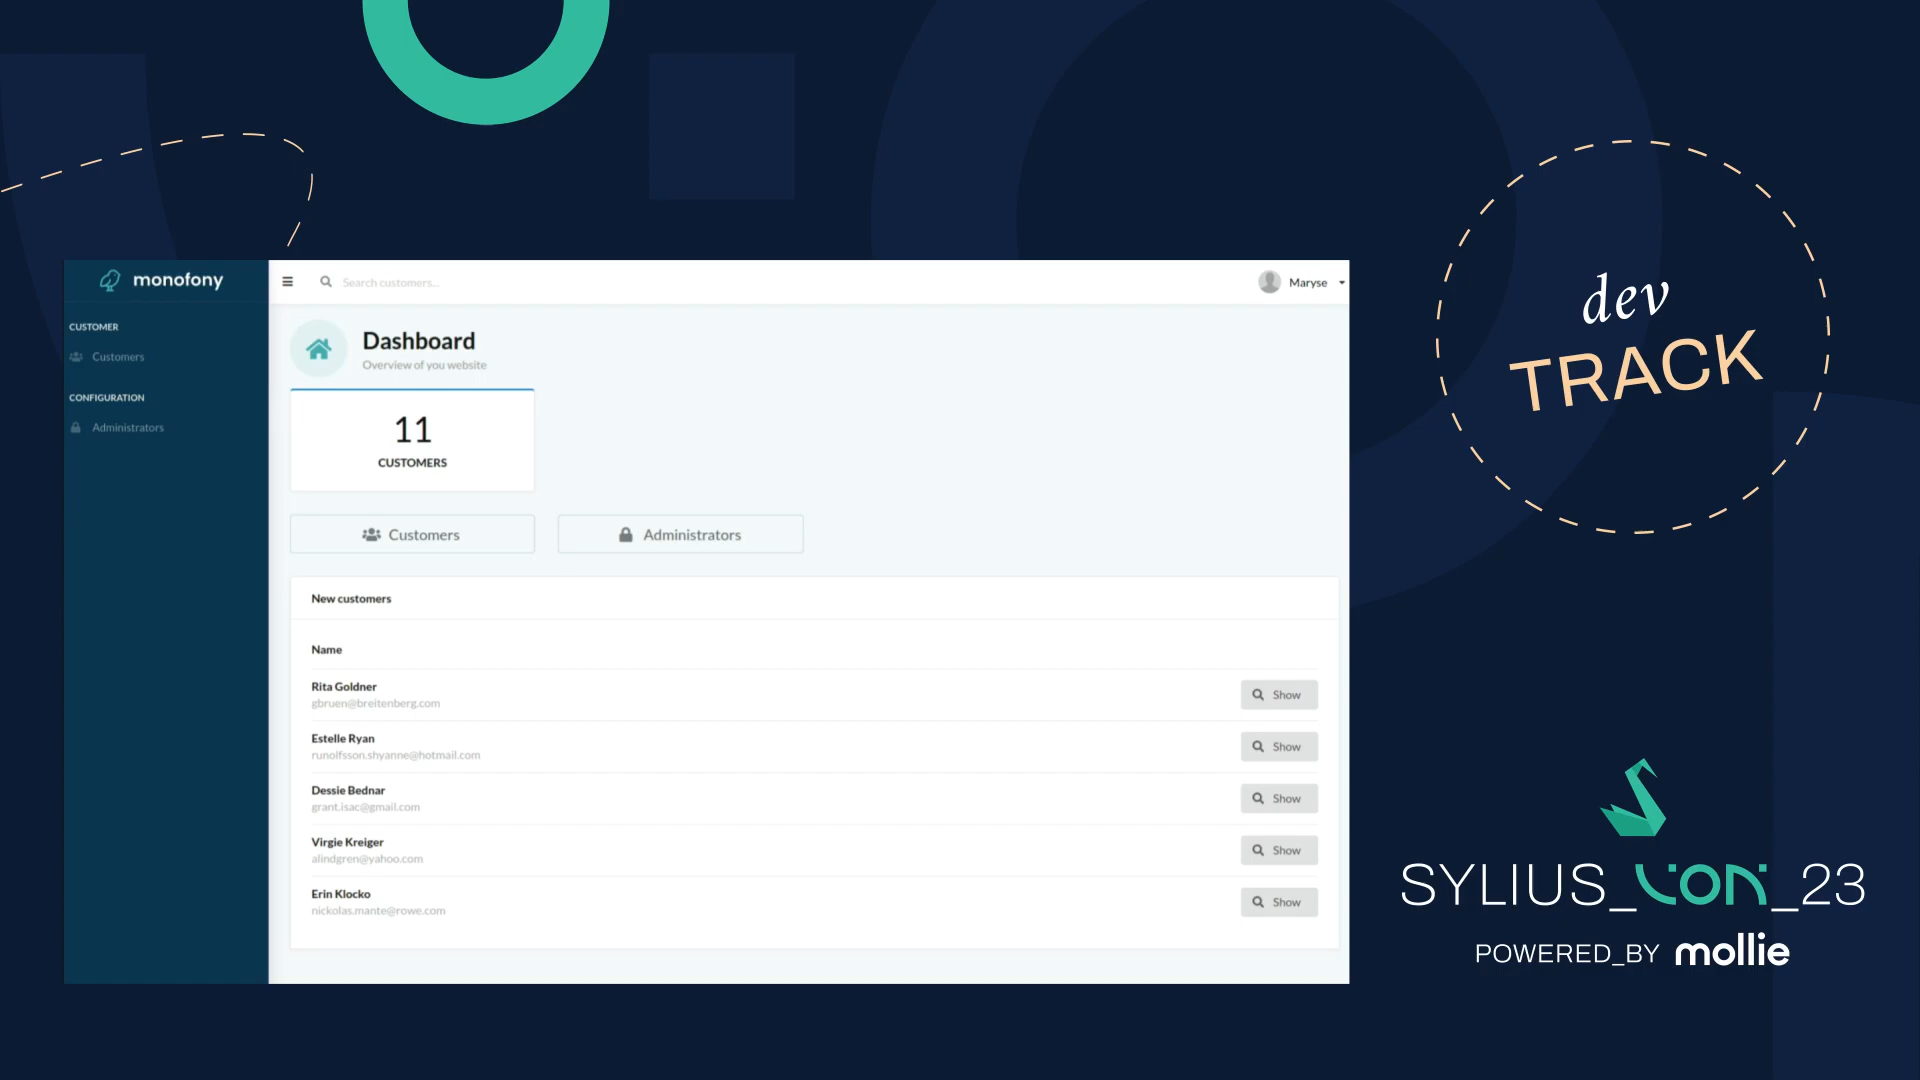 monofony
Search customers...
Maryse
CUSTOMER
Customers
CONFIGURATION
Administrators
Dashboard
Overview of you website
11
CUSTOMERS
Customers
Administrators
New customers
Name
Rita Goldner
gbruen@breitenberg.com
Show
Estelle Ryan
runolfsson.shyanne@hotmail.com
Show
Dessie Bednar
grant.isac@gmail.com
Show
Virgie Kreiger
alindgren@yahoo.com
Show
Erin Klocko
nickolas.mante@rowe.com
Show
dev
TRACK
SYLIUS_CON_23
POWERED_BY mollie